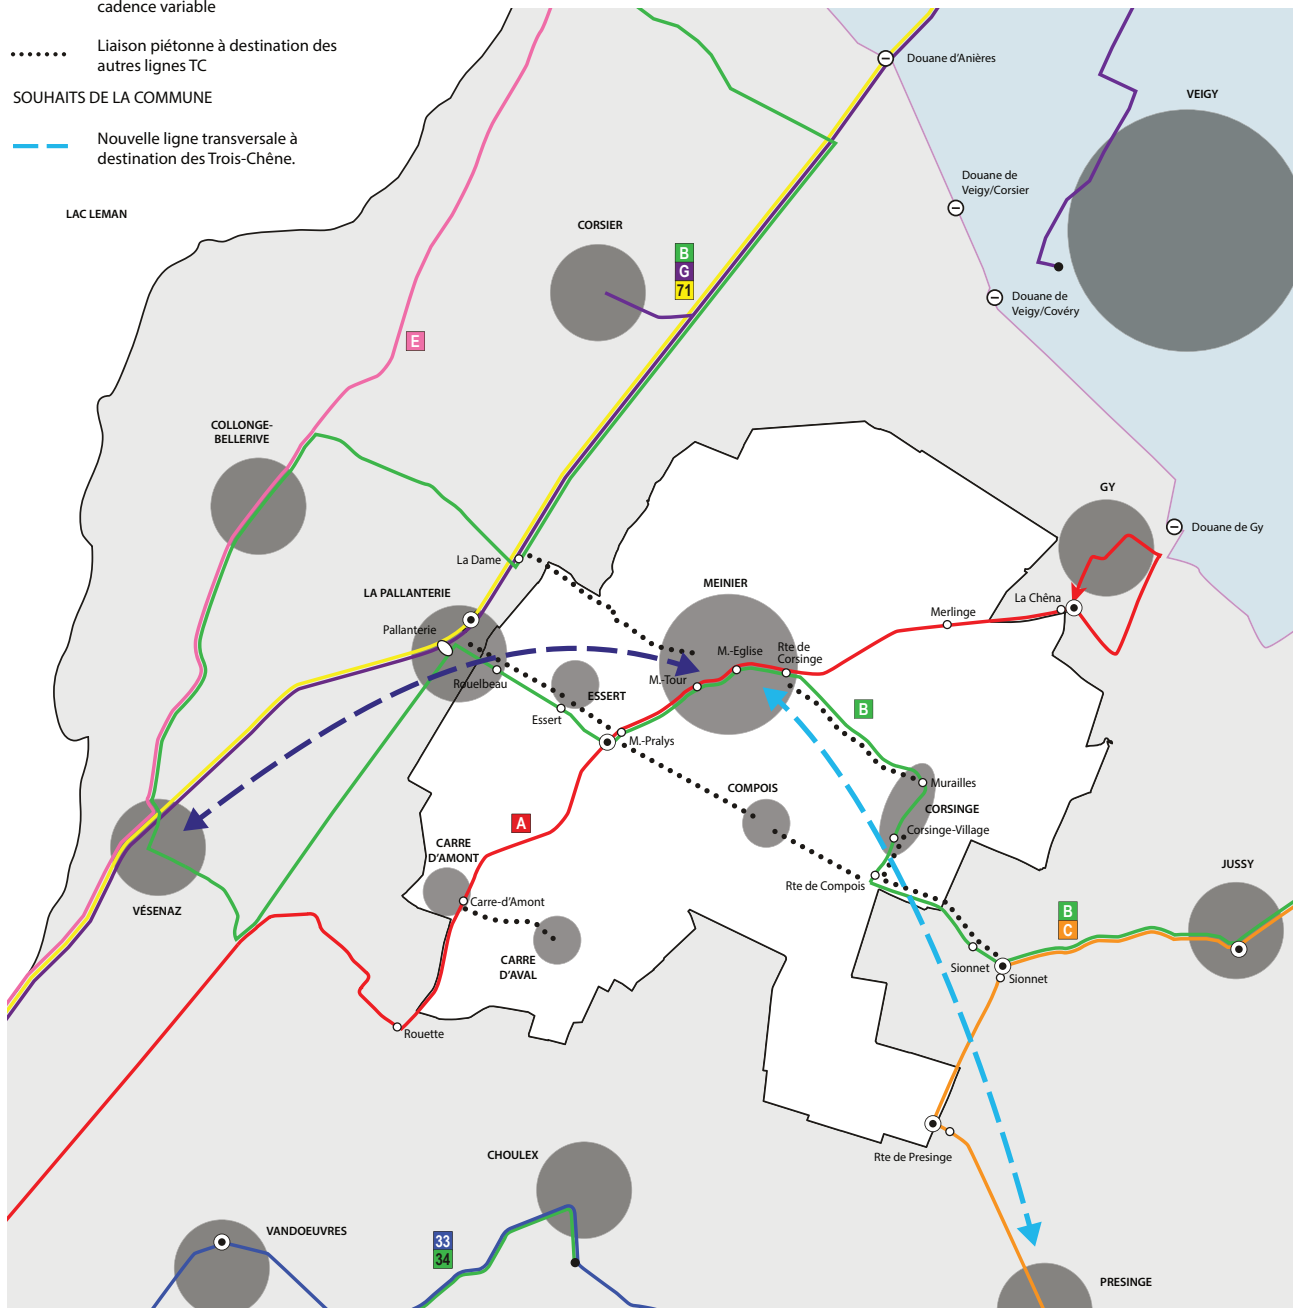 cadence variable
Liaison piétonne à destination des
autres lignes TC
SOUHAITS DE LA COMMUNE
Nouvelle ligne transversale à
destination des Trois-Chêne.
LAC LEMAN
Douane d'Anières
VEIGY
Douane de
Veigy/Corsier
CORSIER
B
G
71
Douane de
Veigy/Covéry
E
COLLONGE-
BELLERIVE
GY
Douane de Gy
La Dame
LA PALLANTERIE
MEINIER
La Chêna
Merlinge
Pallanterie
M.-Eglise
Rte de
Corsinge
M.-Tour
Rouelbeau
ESSERT
Essert
B
M.-Pralys
COMPOIS
Murailles
CORSINGE
A
Corsinge-Village
CARRE
D'AMONT
Rte de Compois
JUSSY
Carre-d'Amont
VÉSENAZ
B
C
CARRE
D'AVAL
Sionnet
Sionnet
Rouette
CHOULEX
Rte de Presinge
VANDOEUVRES
33
34
PRESINGE